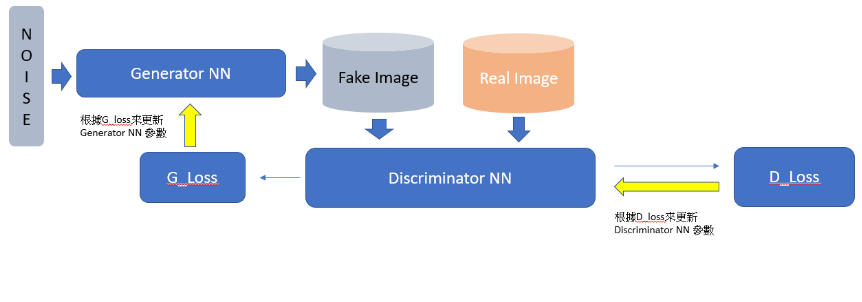 NOISE
Generator NN
Fake Image
Real Image
根據G_loss來更新
Generator NN 參數
G_Loss
Discriminator NN
D_Loss
根據D_loss來更新
Discriminator NN 參數